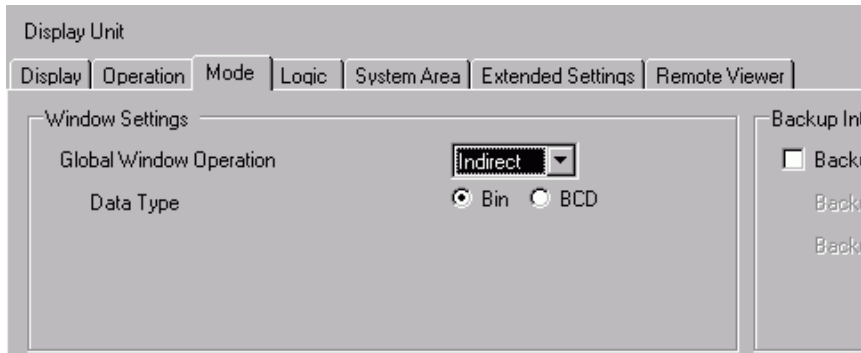 Display Unit
Display Operation Mode Logic System Area Extended Settings Remote Viewer
Window Settings
Global Window Operation Indirect
Data Type Bin BCD
Backup